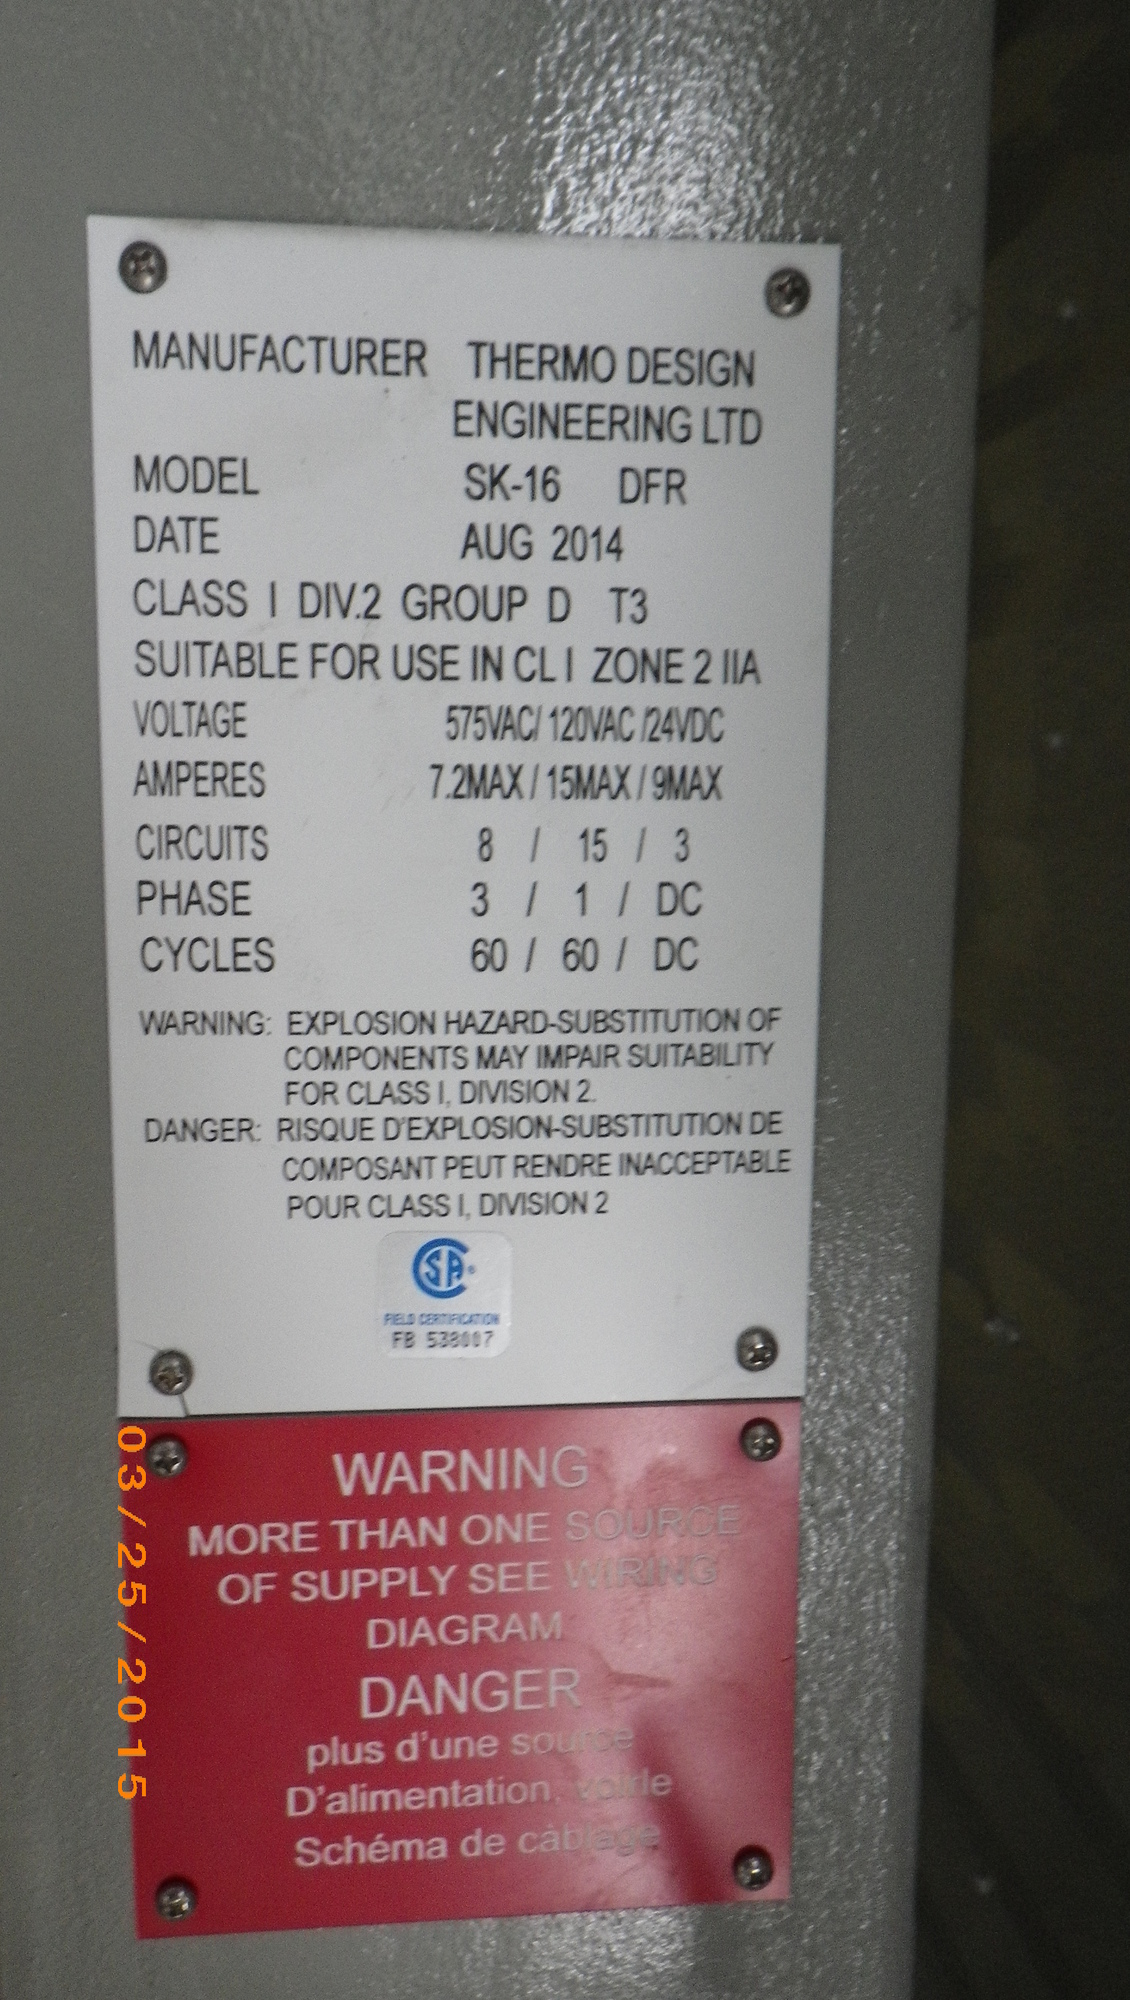 MANUFACTURER THERMO DESIGN
ENGINEERING LTD
MODEL SK-16 DFR
DATE AUG 2014
CLASS I DIV.2 GROUP D T3
SUITABLE FOR USE IN CL I ZONE 2 IIA
VOLTAGE 575VAC/ 120VAC /24VDC
AMPERES 7.2MAX / 15MAX / 9MAX
CIRCUITS 8 / 15 / 3
PHASE 3 / 1 / DC
CYCLES 60 / 60 / DC
WARNING: EXPLOSION HAZARD-SUBSTITUTION OF
COMPONENTS MAY IMPAIR SUITABILITY
FOR CLASS I, DIVISION 2.
DANGER: RISQUE D'EXPLOSION-SUBSTITUTION DE
COMPOSANT PEUT RENDRE INACCEPTABLE
POUR CLASS I, DIVISION 2
CSA®
FIELD CERTIFICATION
FB 538007
WARNING
MORE THAN ONE SOURCE
OF SUPPLY SEE WIRING
DIAGRAM
DANGER
plus d'une source
D'alimentation, voirle
Schéma de câblage
03/25/2015